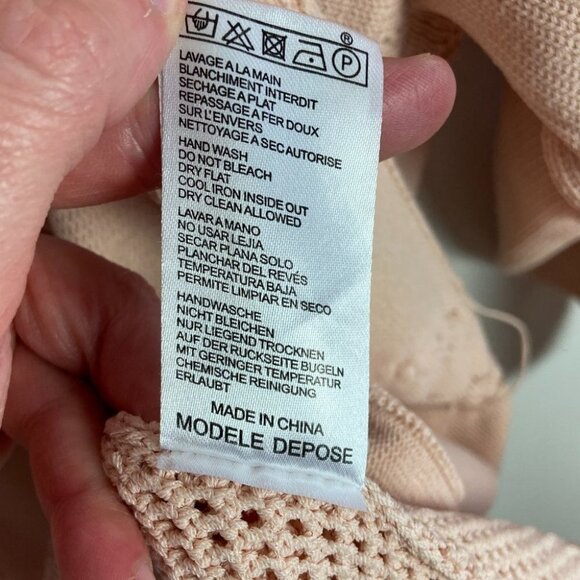 ®
P
LAVAGE A LA MAIN
BLANCHIMENT INTERDIT
SECHAGE A PLAT
REPASSAGE A FER DOUX
SUR L'ENVERS
NETTOYAGE A SEC AUTORISE
HAND WASH
DO NOT BLEACH
DRY FLAT
COOL IRON INSIDE OUT
DRY CLEAN ALLOWED
LAVAR A MANO
NO USAR LEJIA
SECAR PLANA SOLO
PLANCHAR DEL REVÉS
TEMPERATURA BAJA
PERMITE LIMPIAR EN SECO
HANDWASCHE
NICHT BLEICHEN
NUR LIEGEND TROCKNEN
AUF DER RUCKSEITE BUGELN
MIT GERINGER TEMPERATUR
CHEMISCHE REINIGUNG
ERLAUBT
MADE IN CHINA
MODELE DEPOSE